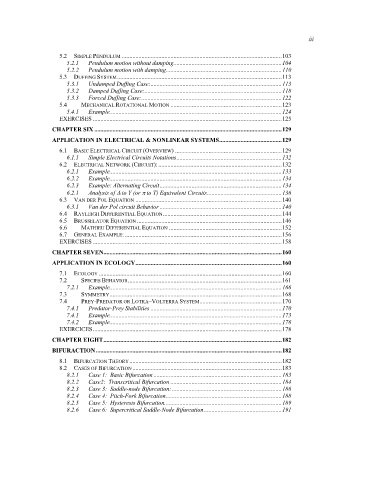 iii
5.2 SIMPLE PENDULUM 103
5.2.1 Pendulum motion without damping 104
5.2.2 Pendulum motion with damping 110
5.3 DUFFING SYSTEM 113
5.3.1 Undamped Duffing Case: 113
5.3.2 Damped Duffing Case: 118
5.3.3 Forced Duffing Case: 122
5.4 MECHANICAL ROTATIONAL MOTION 123
5.4.1 Example 124
EXERCISES 125
CHAPTER SIX 129
APPLICATION IN ELECTRICAL & NONLINEAR SYSTEMS 129
6.1 BASIC ELECTRICAL CIRCUIT (OVERVIEW) 129
6.1.1 Simple Electrical Circuits Notations 132
6.2 ELECTRICAL NETWORK (CIRCUIT): 132
6.2.1 Example 133
6.2.2 Example 134
6.2.3 Example: Alternating Circuit 134
6.2.1 Analysis of Δ to Y (or π to T) Equivalent Circuits 138
6.3 VAN DER POL EQUATION 140
6.3.1 Van der Pol circuit Behavior 140
6.4 RAYLEIGH DIFFERENTIAL EQUATION 144
6.5 BRUSSELATOR EQUATION 146
6.6 MATHIEU DIFFERENTIAL EQUATION 152
6.7 GENERAL EXAMPLE: 156
EXERCISES 158
CHAPTER SEVEN 160
APPLICATION IN ECOLOGY 160
7.1 ECOLOGY 160
7.2 SPECIES BEHAVIOR 161
7.2.1 Example 166
7.3 SYMMETRY 168
7.4 PREY-PREDATOR OR LOTKA–VOLTERRA SYSTEM 170
7.4.1 Predator-Prey Stabilities 170
7.4.1 Example 173
7.4.2 Example 176
EXERCICES 178
CHAPTER EIGHT 182
BIFURACTION 182
8.1 BIFURCATION THEORY 182
8.2 CASES OF BIFURCATION 183
8.2.1 Case 1: Basic Bifurcation 183
8.2.2 Case2: Transcritical Bifurcation 184
8.2.3 Case 3: Saddle-node Bifurcation: 186
8.2.4 Case 4: Pitch-Fork Bifurcation 188
8.2.5 Case 5: Hysteresis Bifurcation 189
8.2.6 Case 6: Supercritical Saddle-Node Bifurcation 191